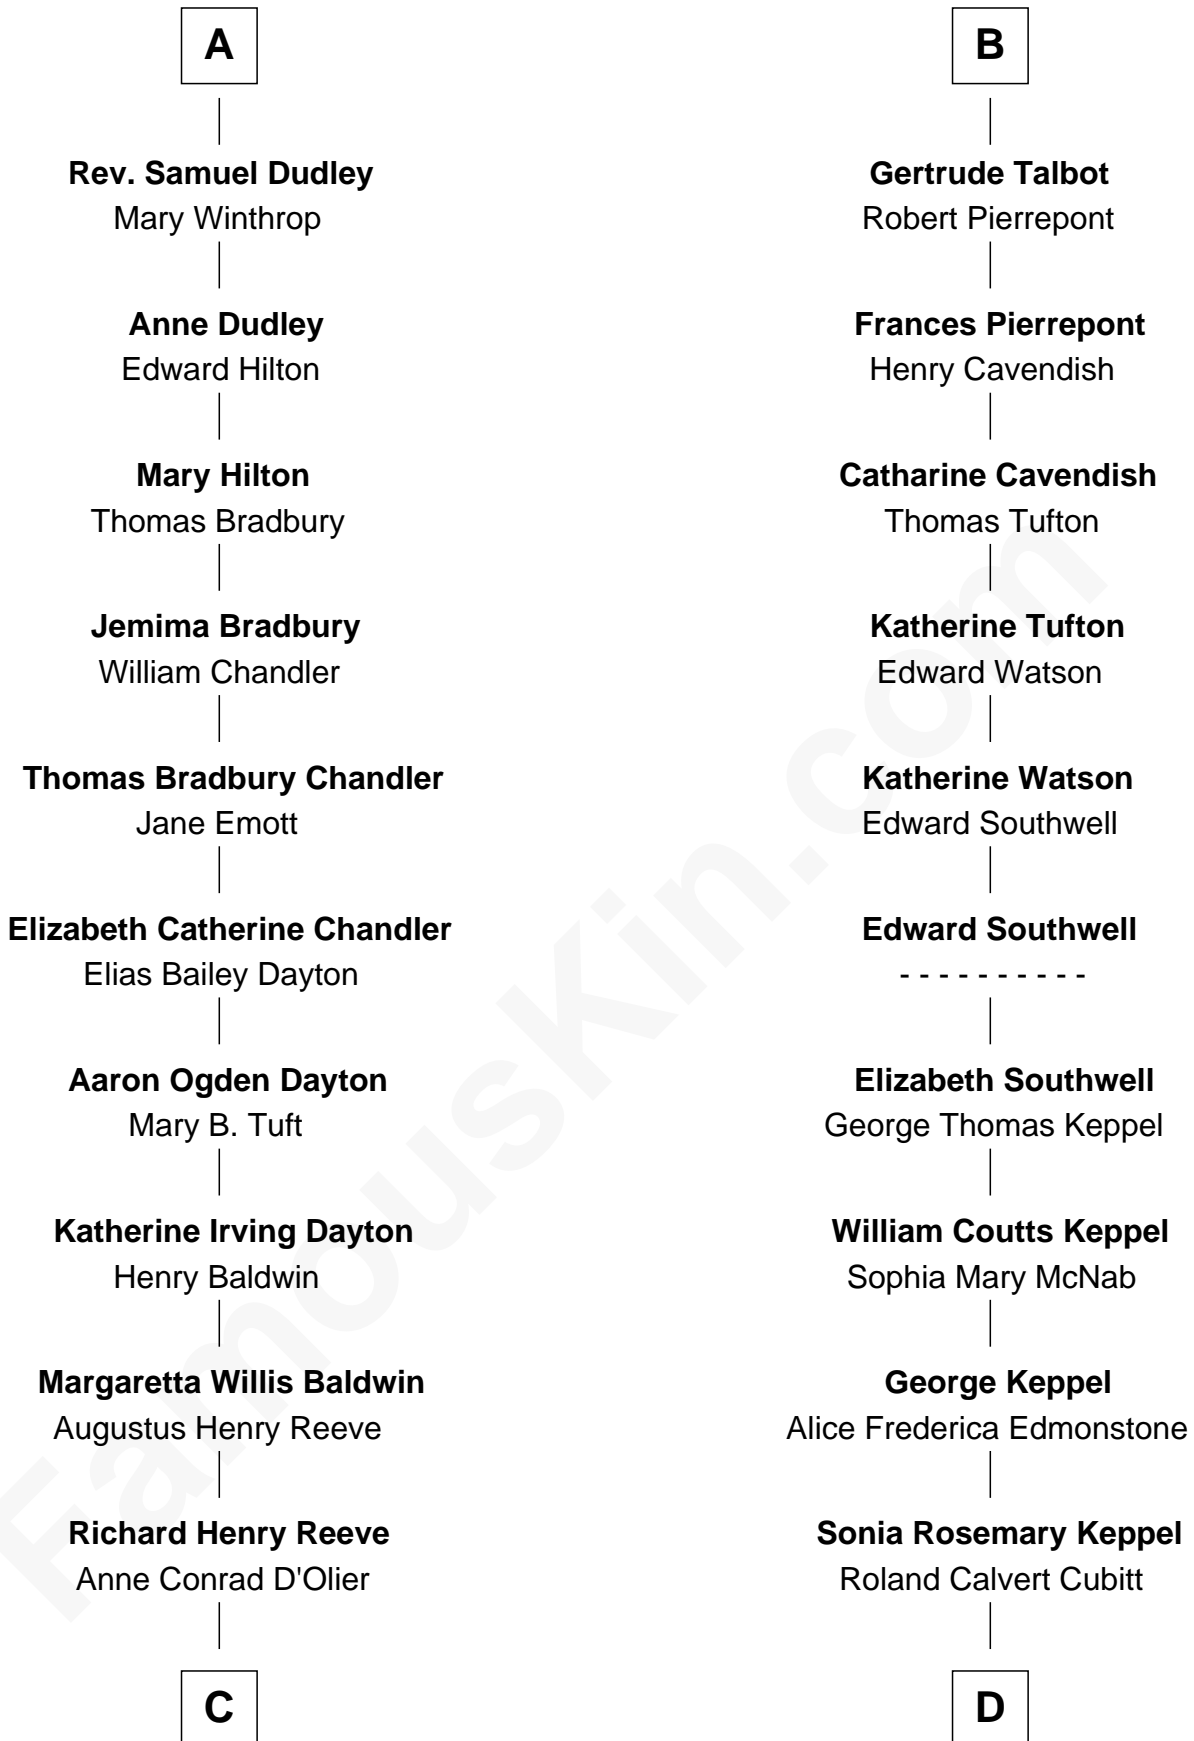 A
Rev. Samuel Dudley
Mary Winthrop
Anne Dudley
Edward Hilton
Mary Hilton
Thomas Bradbury
Jemima Bradbury
William Chandler
Thomas Bradbury Chandler
Jane Emott
Elizabeth Catherine Chandler
Elias Bailey Dayton
Aaron Ogden Dayton
Mary B. Tuft
Katherine Irving Dayton
Henry Baldwin
Margaretta Willis Baldwin
Augustus Henry Reeve
Richard Henry Reeve
Anne Conrad D'Olier
C
B
Gertrude Talbot
Robert Pierrepont
Frances Pierrepont
Henry Cavendish
Catharine Cavendish
Thomas Tufton
Katherine Tufton
Edward Watson
Katherine Watson
Edward Southwell
Edward Southwell
- - - - - - - - - -
Elizabeth Southwell
George Thomas Keppel
William Coutts Keppel
Sophia Mary McNab
George Keppel
Alice Frederica Edmonstone
Sonia Rosemary Keppel
Roland Calvert Cubitt
D
FamousKin.com